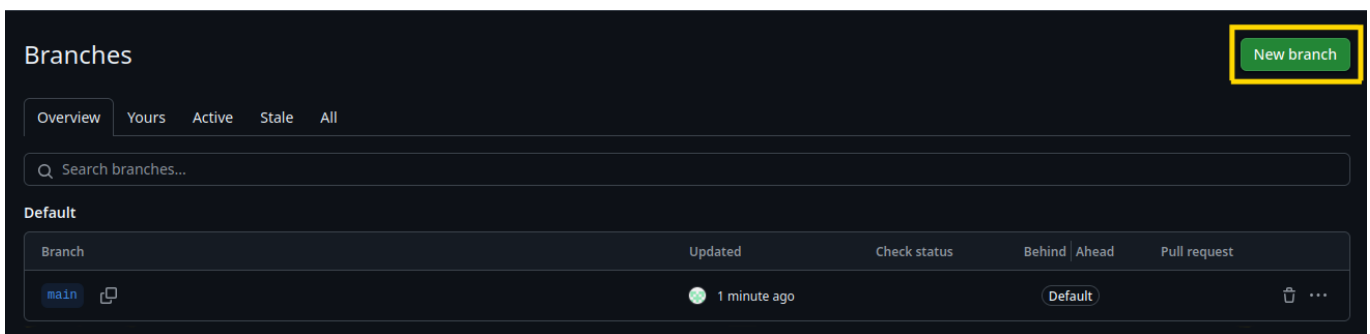 Branches
New branch
Overview Yours Active Stale All
Search branches...
Default
Branch Updated Check status Behind Ahead Pull request
main 1 minute ago Default